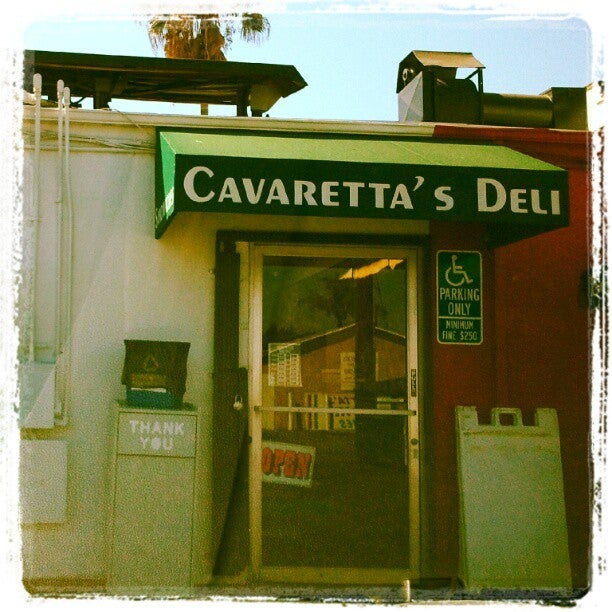 CAVARETTA'S DELI
PARKING
ONLY
MINIMUM
FINE $250
THANK
YOU
OPEN